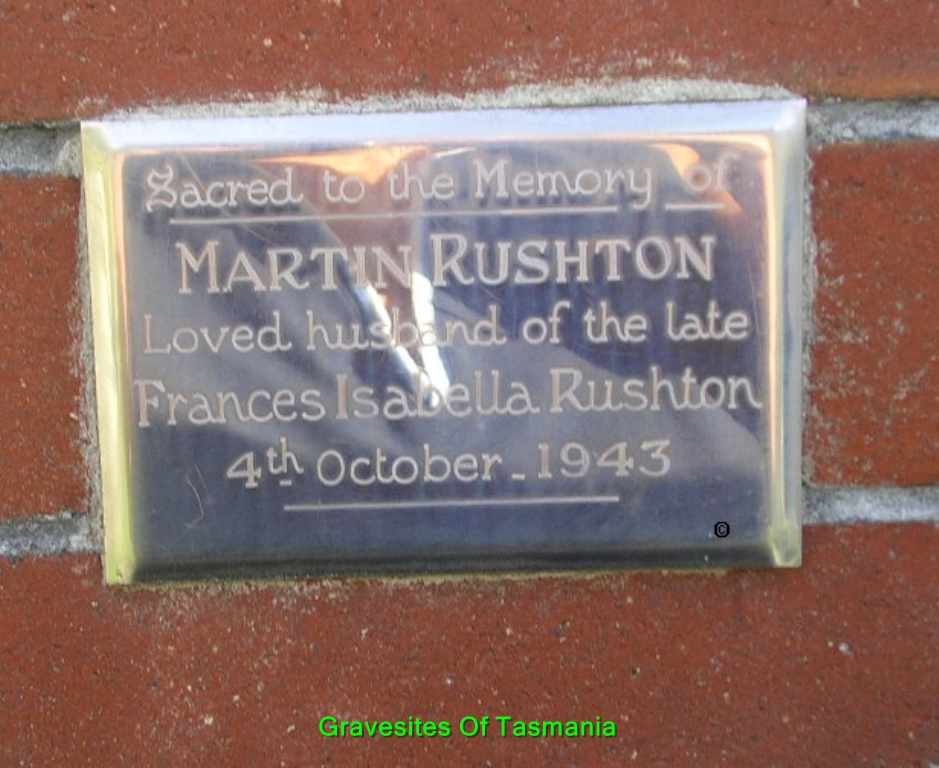 Sacred to the Memory of
MARTIN RUSHTON
Loved husband of the late
Frances Isabella Rushton
4th October - 1943
©
Gravesites Of Tasmania